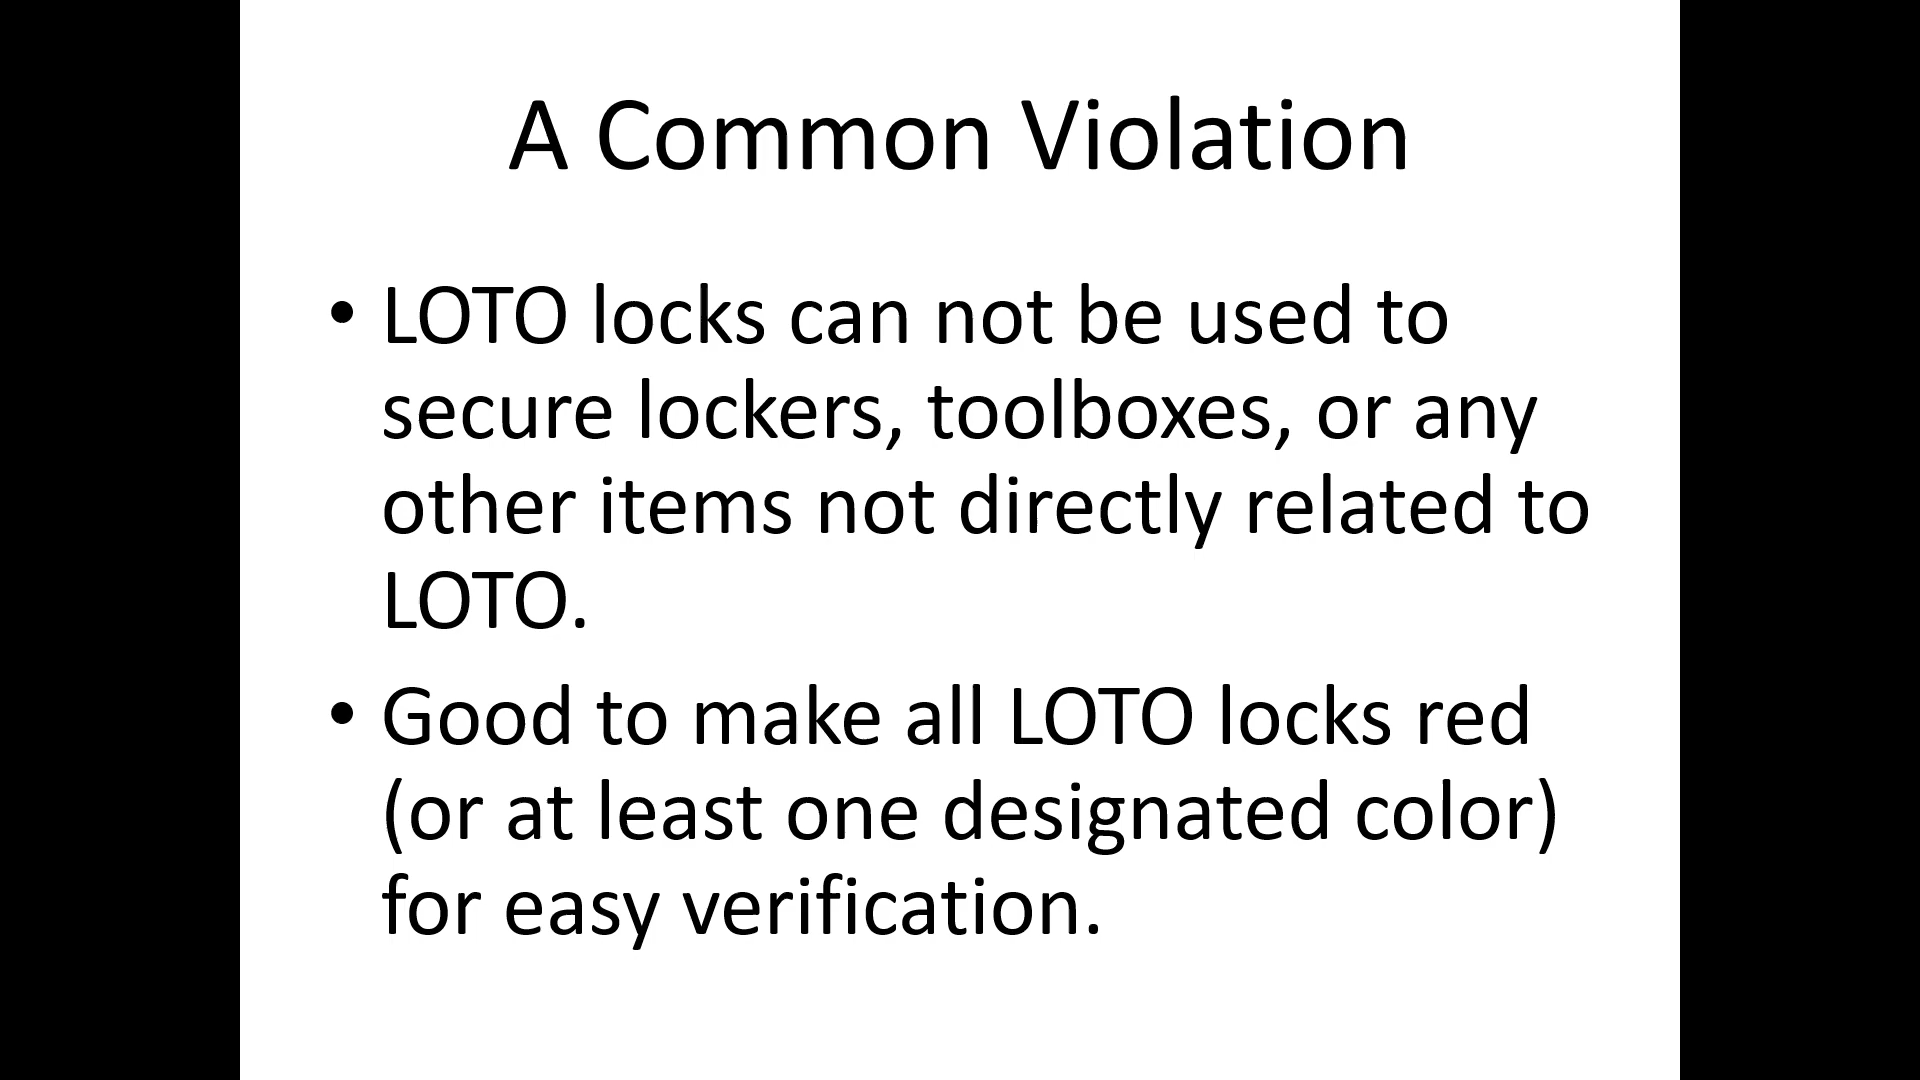 A Common Violation
• LOTO locks can not be used to
secure lockers, toolboxes, or any
other items not directly related to
LOTO.
• Good to make all LOTO locks red
(or at least one designated color)
for easy verification.